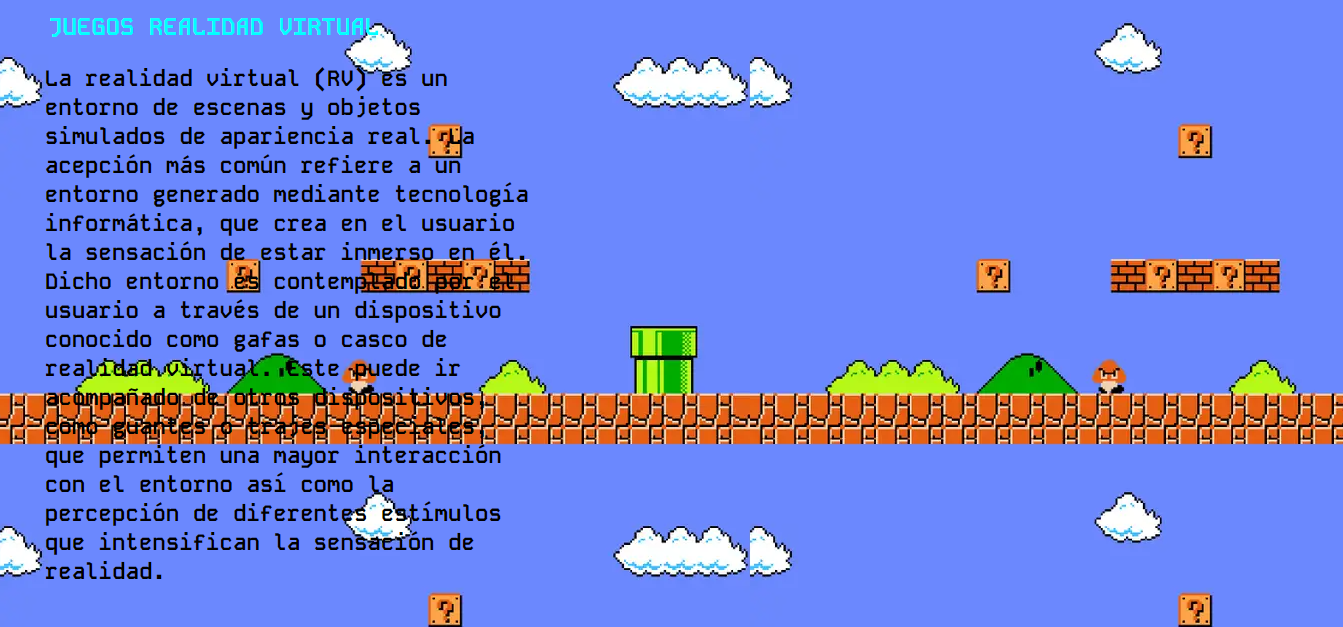 JUEGOS REALIDAD VIRTUAL
La realidad virtual (RV) es un
entorno de escenas y objetos
simulados de apariencia real. La
acepción más común refiere a un
entorno generado mediante tecnología
informática, que crea en el usuario
la sensación de estar inmerso en él.
Dicho entorno es contemplado por el
usuario a través de un dispositivo
conocido como gafas o casco de
realidad virtual. Este puede ir
acompañado de otros dispositivos,
como guantes o trajes especiales,
que permiten una mayor interacción
con el entorno así como la
percepción de diferentes estímulos
que intensifican la sensación de
realidad.